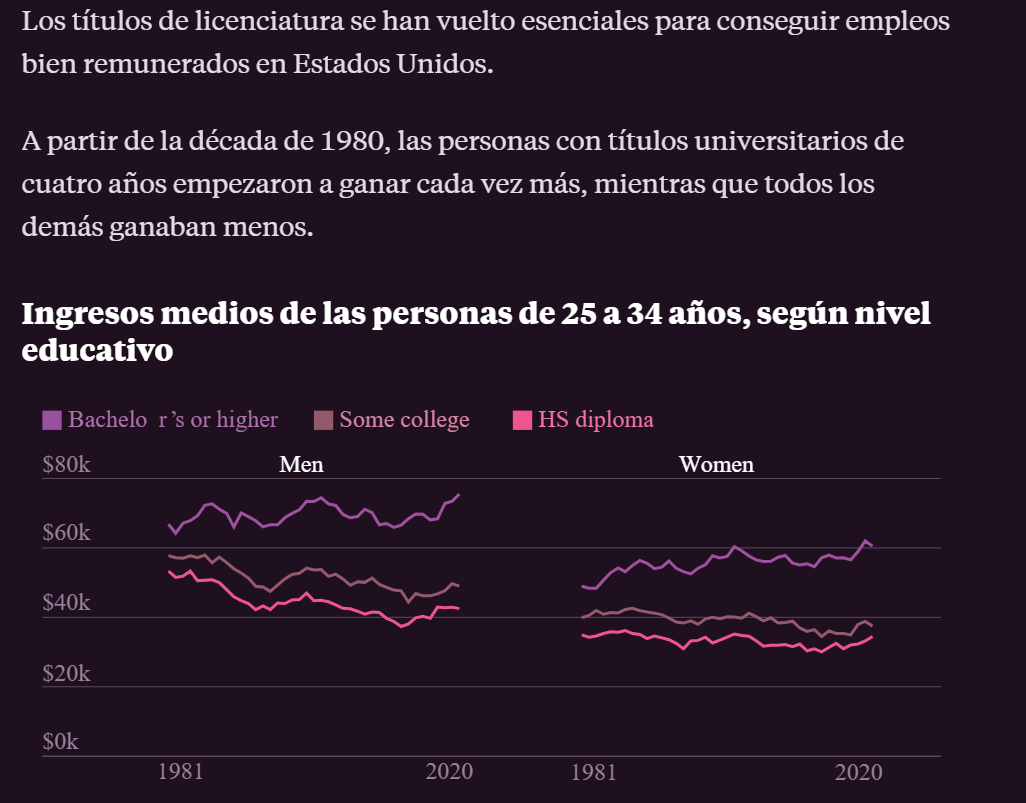 Los títulos de licenciatura se han vuelto esenciales para conseguir empleos
bien remunerados en Estados Unidos.
A partir de la década de 1980, las personas con títulos universitarios de
cuatro años empezaron a ganar cada vez más, mientras que todos los
demás ganaban menos.
Ingresos medios de las personas de 25 a 34 años, según nivel
educativo
Bachelo r’s or higher Some college HS diploma
$80k Men Women
$60k
$40k
$20k
$0k
1981 2020 1981 2020